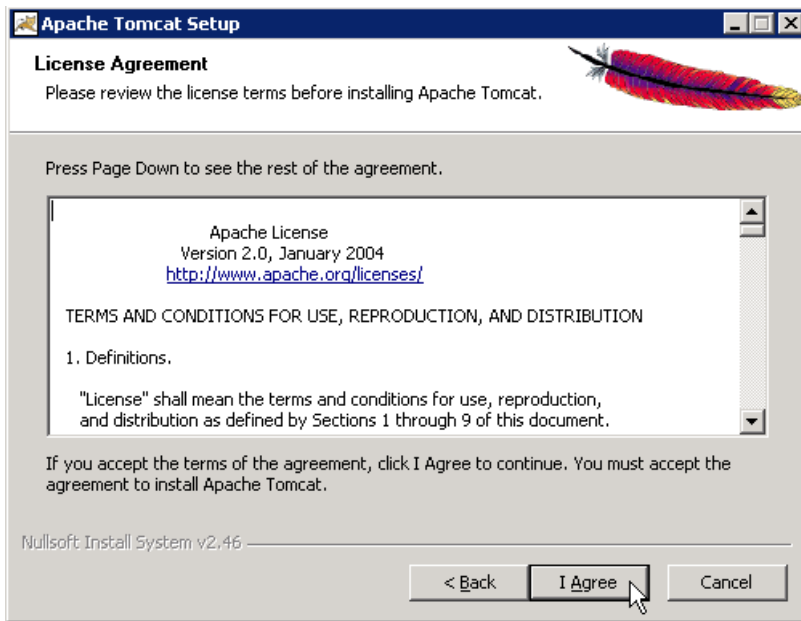 Apache Tomcat Setup
License Agreement
Please review the license terms before installing Apache Tomcat.
Press Page Down to see the rest of the agreement.
Apache License
Version 2.0, January 2004
http://www.apache.org/licenses/
TERMS AND CONDITIONS FOR USE, REPRODUCTION, AND DISTRIBUTION
1. Definitions.
"License" shall mean the terms and conditions for use, reproduction,
and distribution as defined by Sections 1 through 9 of this document.
If you accept the terms of the agreement, click I Agree to continue. You must accept the
agreement to install Apache Tomcat.
Nullsoft Install System v2.46
< Back I Agree Cancel